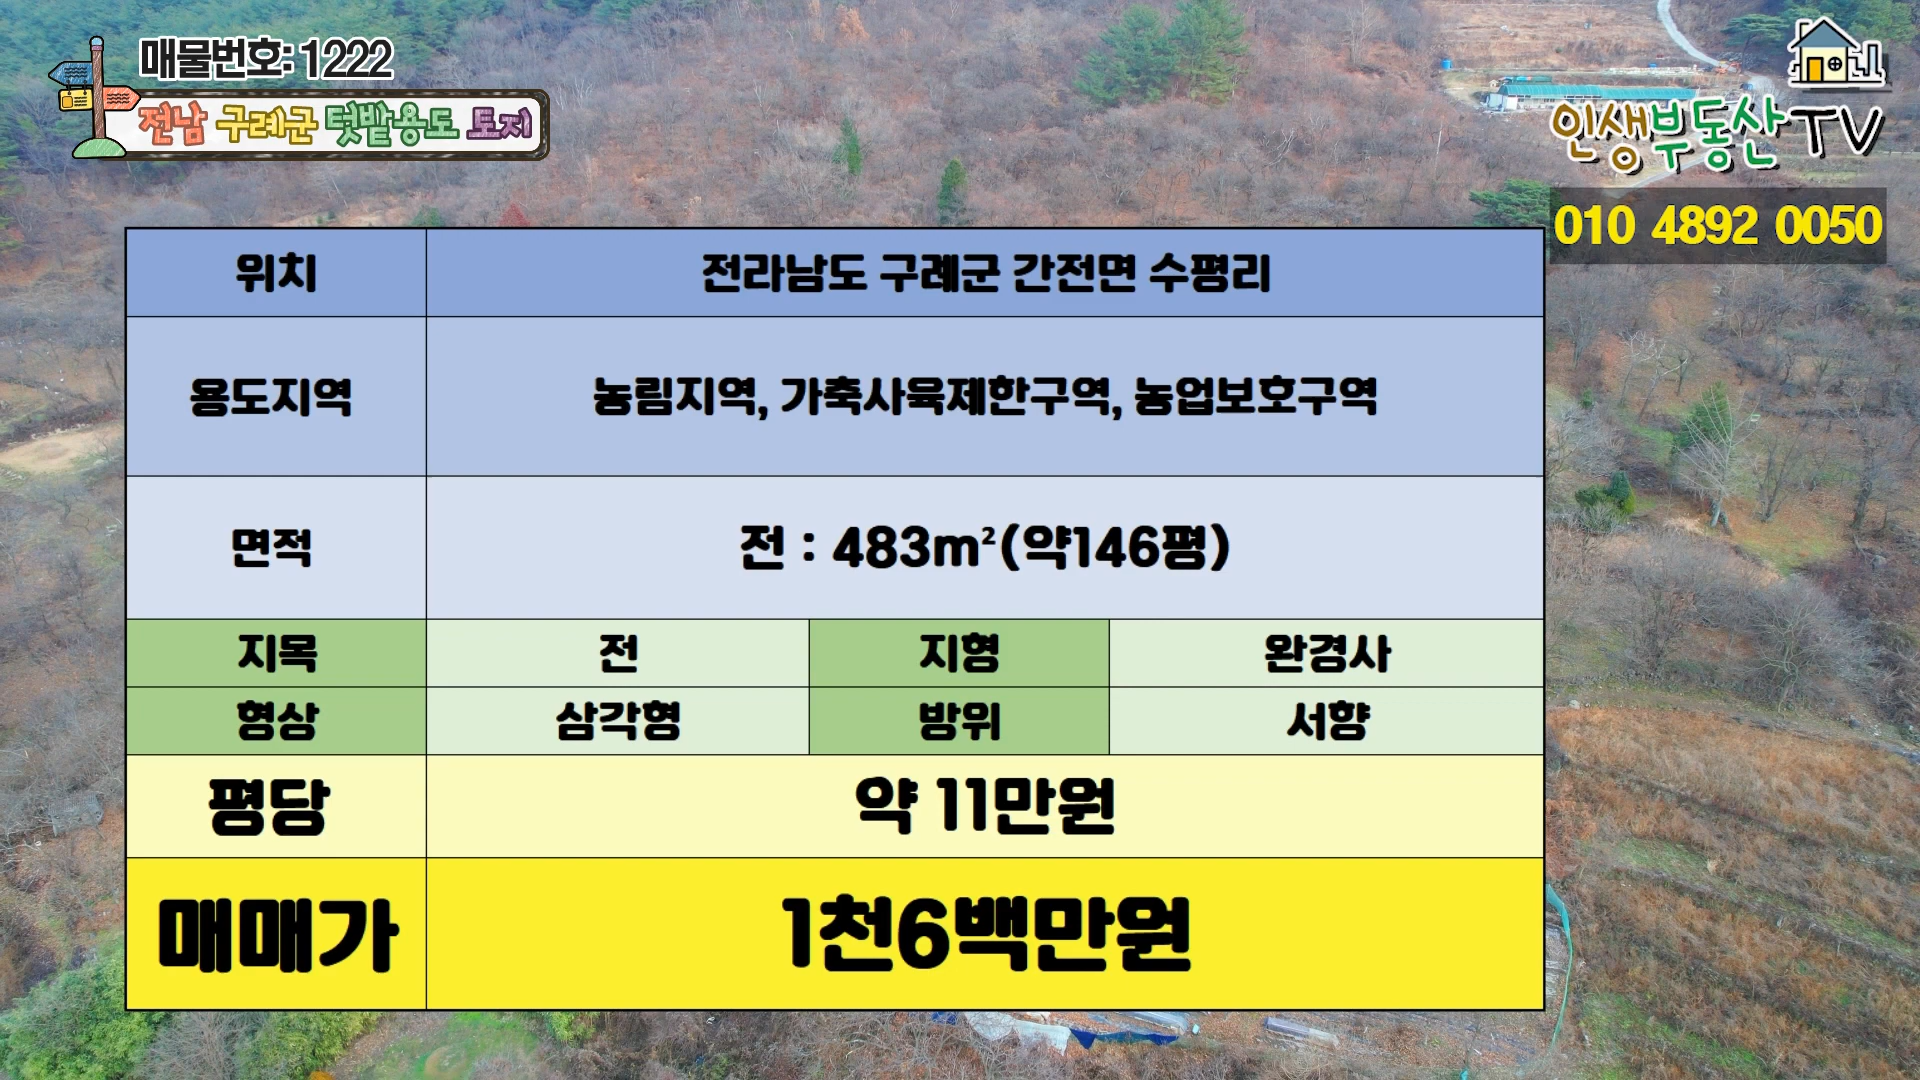 매물번호: 1222
전남 구례군 텃밭용도 토지
인생부동산TV
010 4892 0050
위치 전라남도 구례군 간전면 수평리
용도지역 농림지역, 가축사육제한구역, 농업보호구역
면적 전 : 483m²(약146평)
지목 전 지형 완경사
형상 삼각형 방위 서향
평당 약 11만원
매매가 1천6백만원